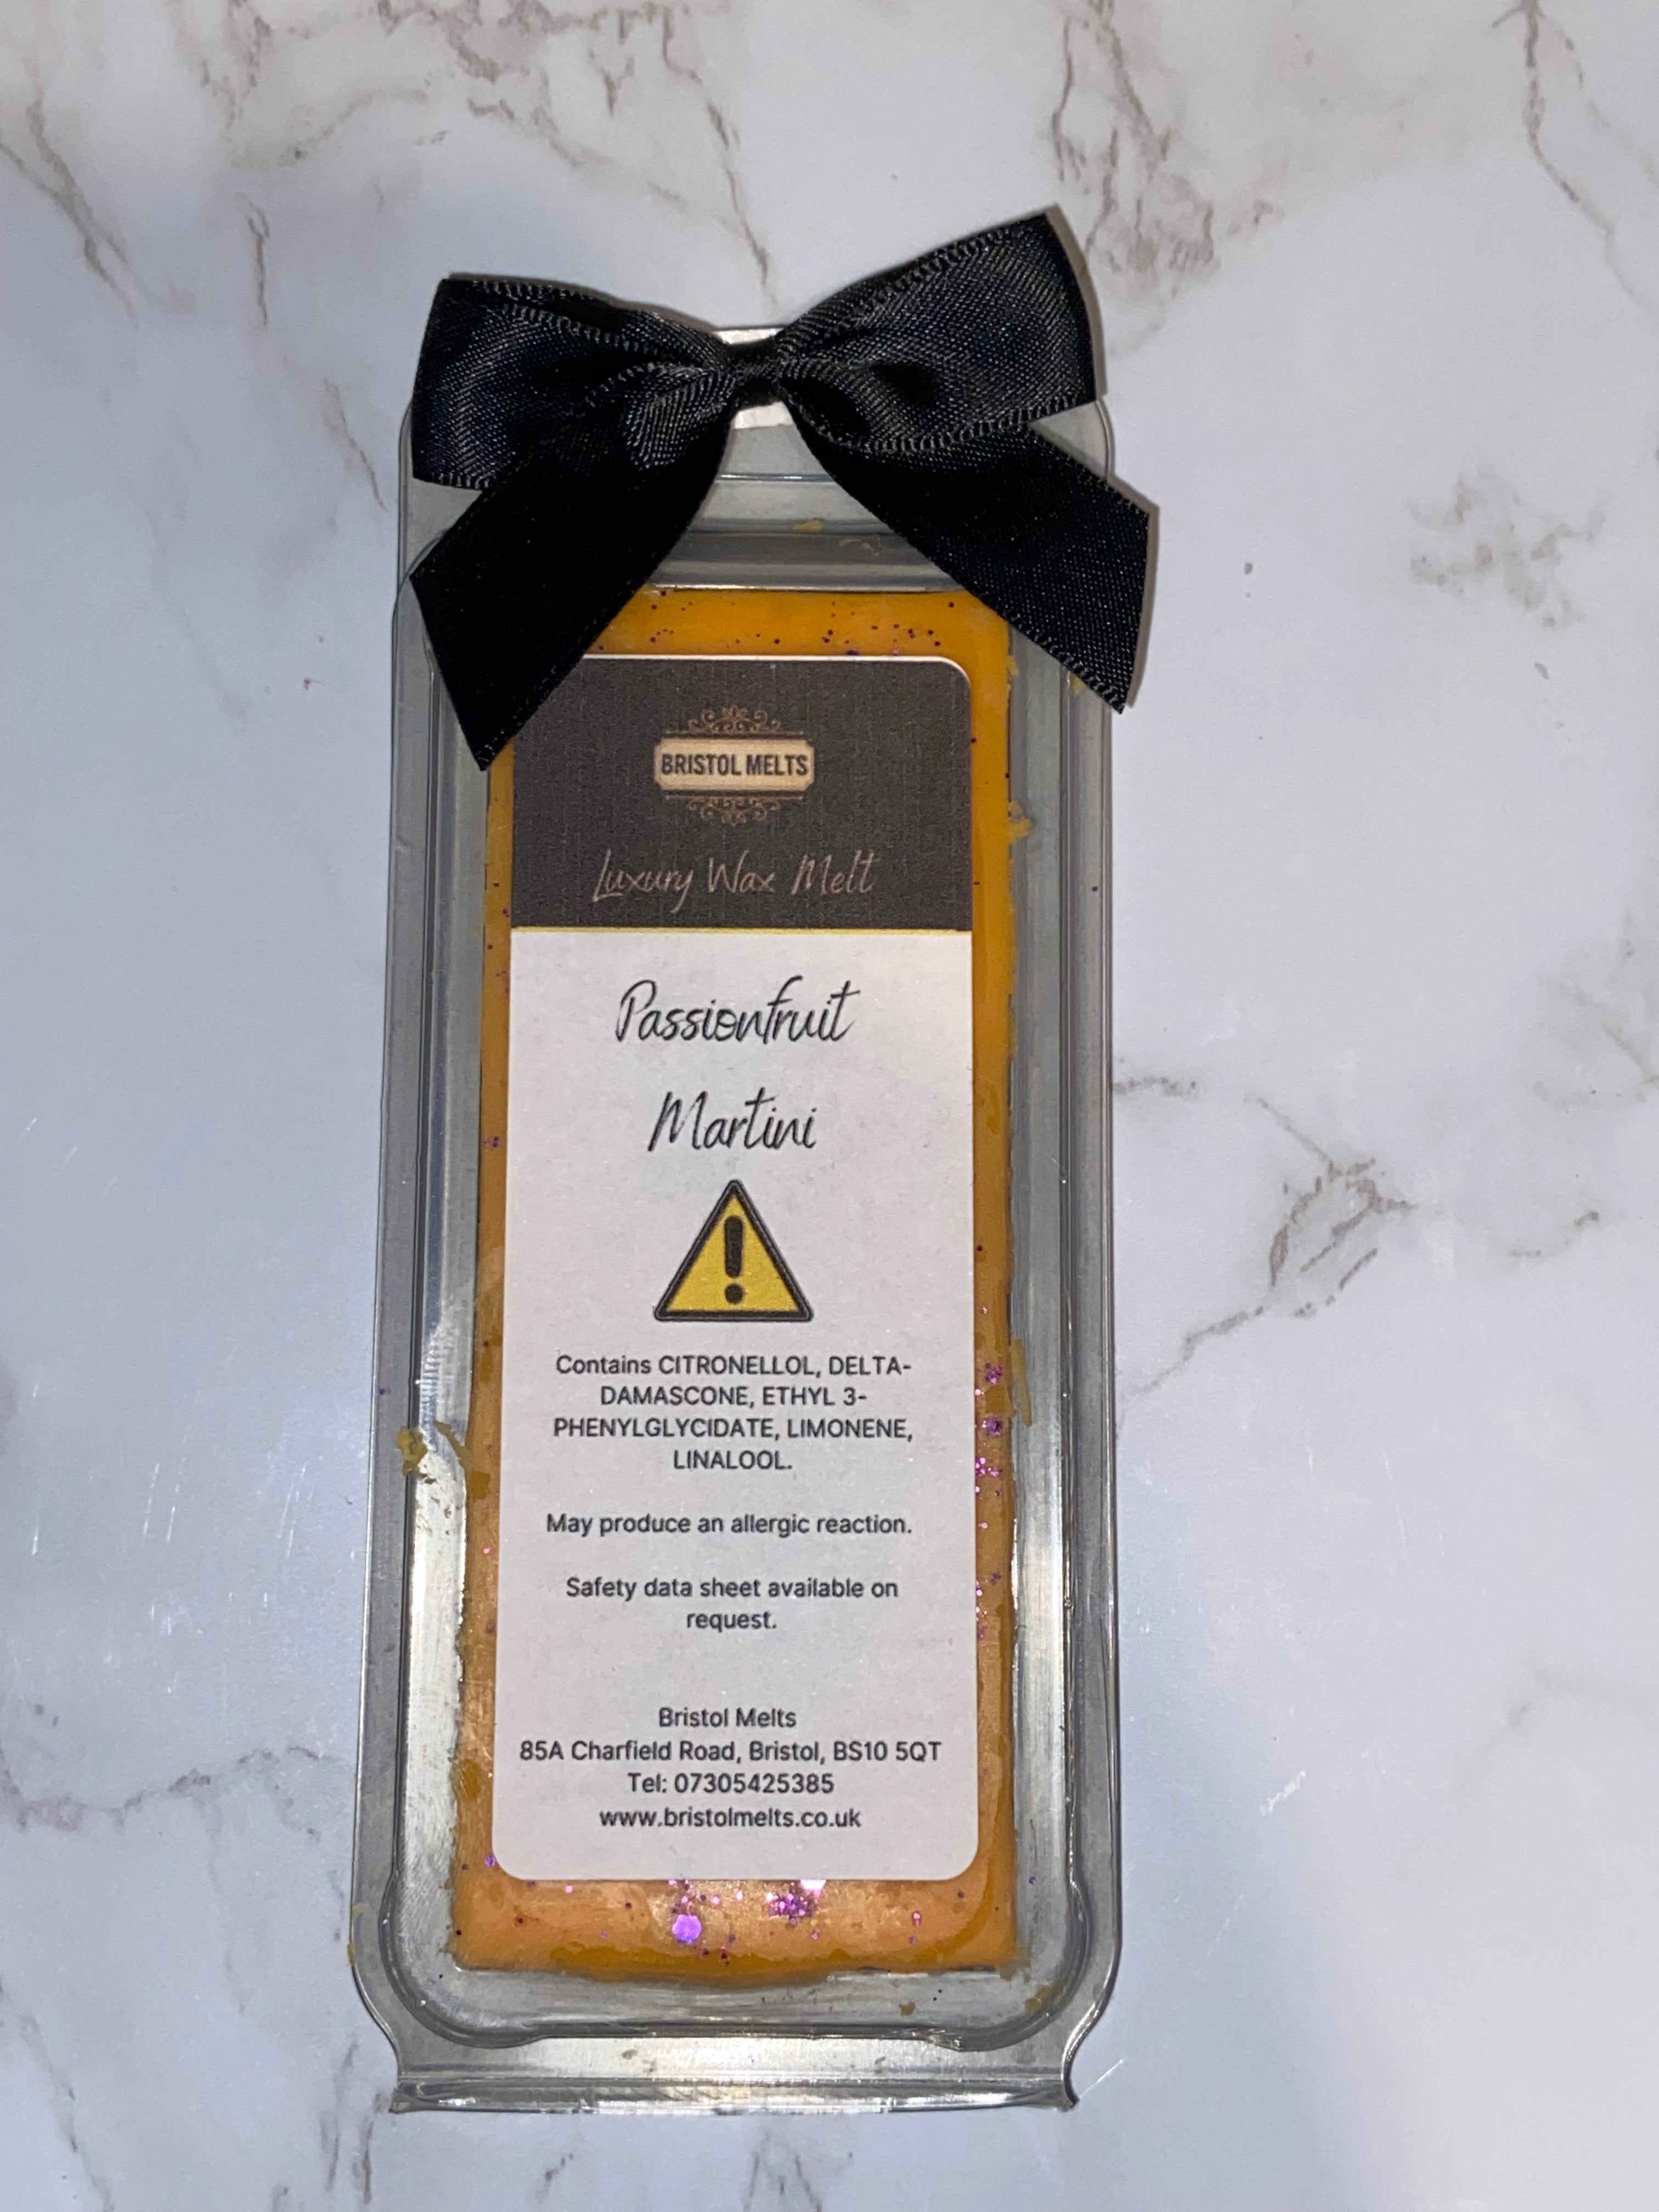 BRISTOL MELTS
Luxury Wax Melt
Passionfruit
Martini
Contains CITRONELLOL, DELTA-
DAMASCONE, ETHYL 3-
PHENYLGLYCIDATE, LIMONENE,
LINALOOL.
May produce an allergic reaction.
Safety data sheet available on
request.
Bristol Melts
85A Charfield Road, Bristol, BS10 5QT
Tel: 07305425385
www.bristolmelts.co.uk